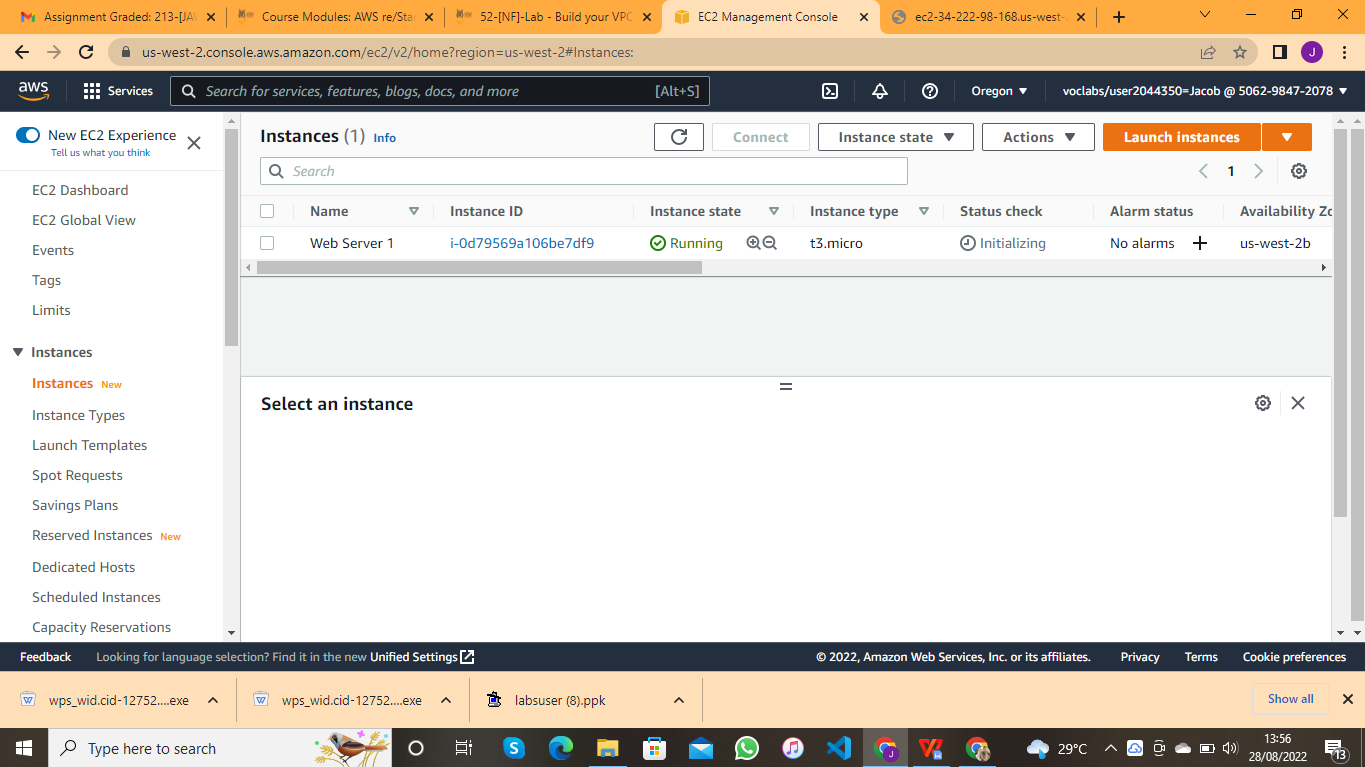 Assignment Graded: 213-[JAV
Course Modules: AWS re/Star
52-[NF]-Lab - Build your VPC
EC2 Management Console
ec2-34-222-98-168.us-west-
us-west-2.console.aws.amazon.com/ec2/v2/home?region=us-west-2#Instances:
J
aws
Services
Search for services, features, blogs, docs, and more
[Alt+S]
Oregon
voclabs/user2044350=Jacob @ 5062-9847-2078
New EC2 Experience
Tell us what you think
EC2 Dashboard
EC2 Global View
Events
Tags
Limits
Instances
Instances New
Instance Types
Launch Templates
Spot Requests
Savings Plans
Reserved Instances New
Dedicated Hosts
Scheduled Instances
Capacity Reservations
Instances (1) Info
Connect
Instance state
Actions
Launch instances
Search
1
Name Instance ID Instance state Instance type Status check Alarm status Availability Zo
Web Server 1 i-0d79569a106be7df9 Running t3.micro Initializing No alarms us-west-2b
Select an instance
Feedback Looking for language selection? Find it in the new Unified Settings
© 2022, Amazon Web Services, Inc. or its affiliates. Privacy Terms Cookie preferences
wps_wid.cid-12752....exe
wps_wid.cid-12752....exe
labsuser (8).ppk
Show all
Type here to search
29°C
13:56
28/08/2022
13